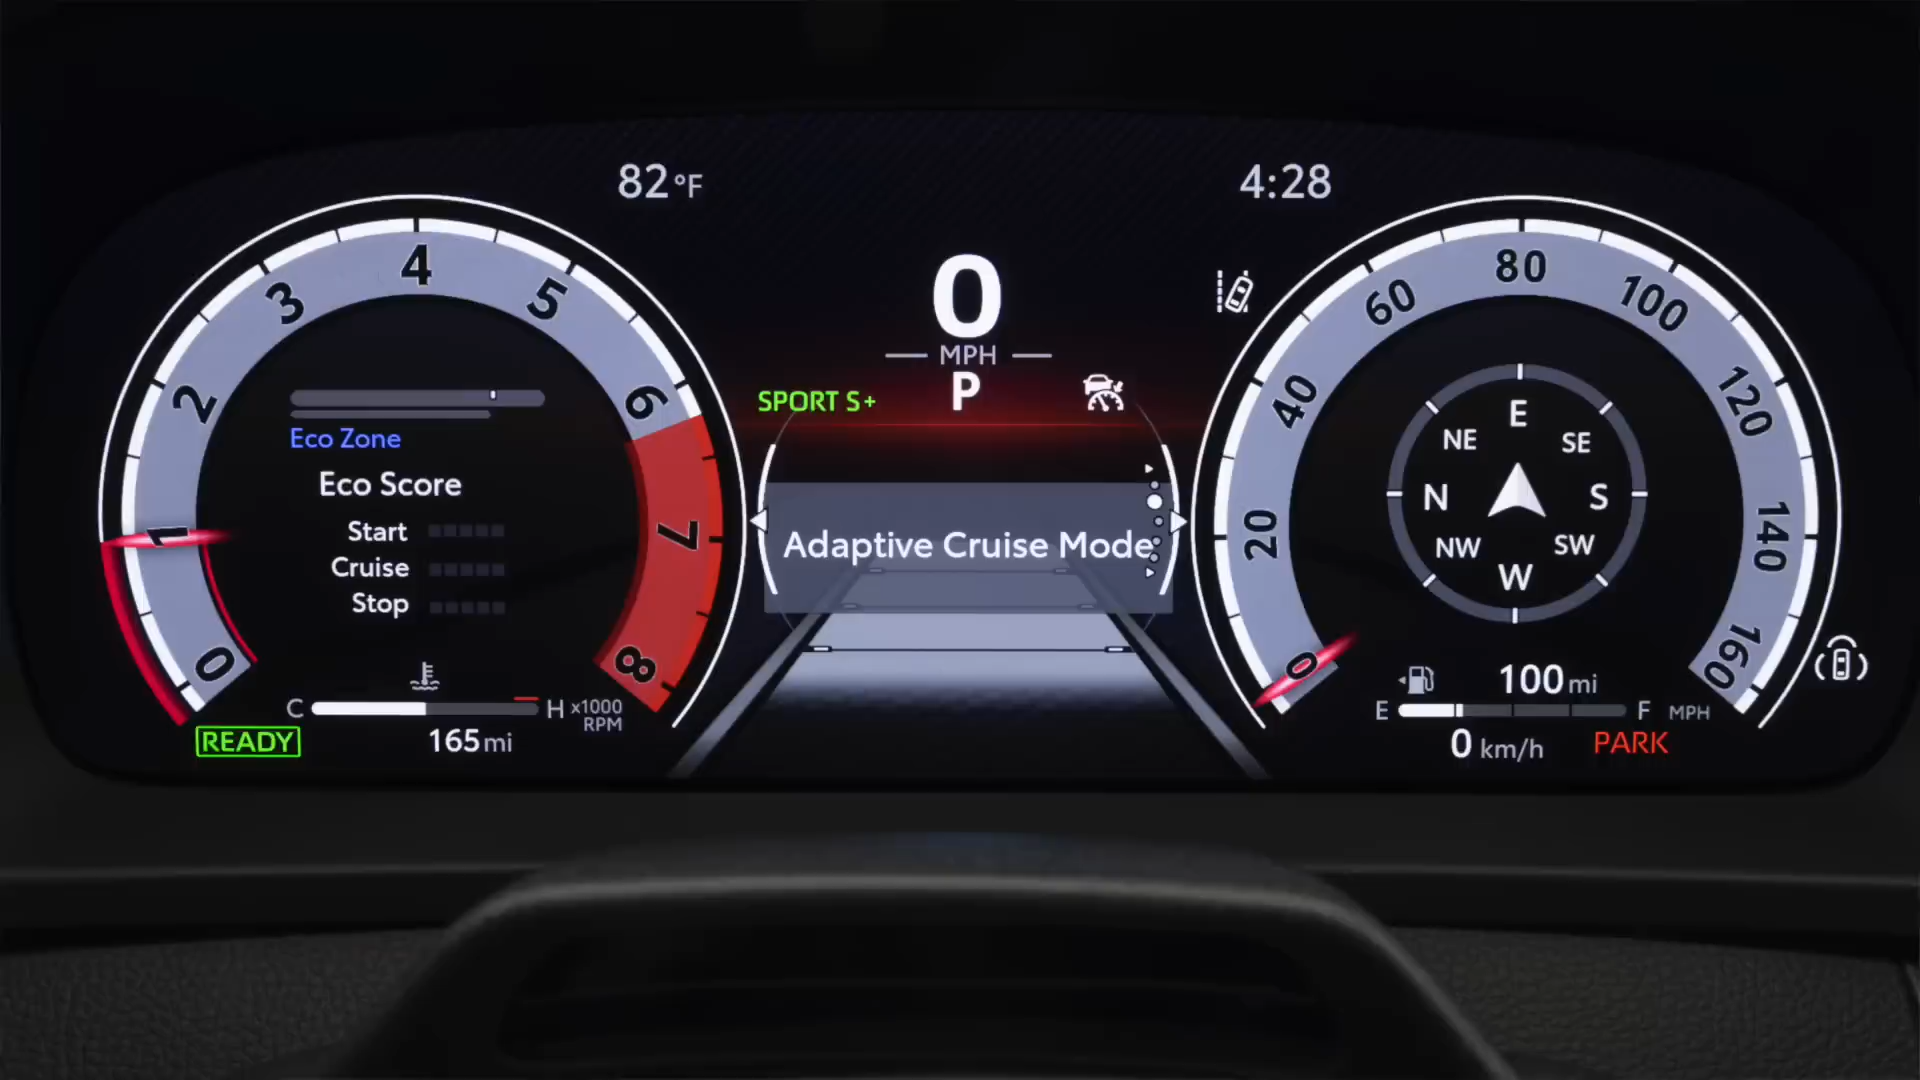 82°F
4:28
0
MPH
P
SPORT S+
Adaptive Cruise Mode
0
1
2
3
4
5
6
7
8
Eco Zone
Eco Score
Start
Cruise
Stop
C
H
x1000
RPM
READY
165 mi
0
20
40
60
80
100
120
140
160
E
NE
SE
N
S
NW
SW
W
100 mi
E
F
MPH
0 km/h
PARK